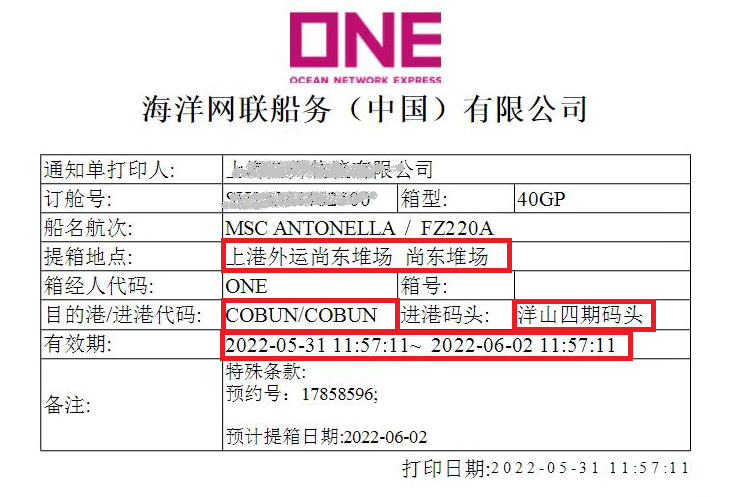 ONE
OCEAN NETWORK EXPRESS
海洋网联船务（中国）有限公司
通知单打印人: 有限公司
订舱号: 箱型: 40GP
船名航次: MSC ANTONELLA / FZ220A
提箱地点: 上港外运尚东堆场 尚东堆场
箱经人代码: ONE 箱号:
目的港/进港代码: COBUN/COBUN 进港码头: 洋山四期码头
有效期: 2022-05-31 11:57:11~ 2022-06-02 11:57:11
备注: 特殊条款:
预约号：17858596;
预计提箱日期:2022-06-02
打印日期:2022-05-31 11:57:11